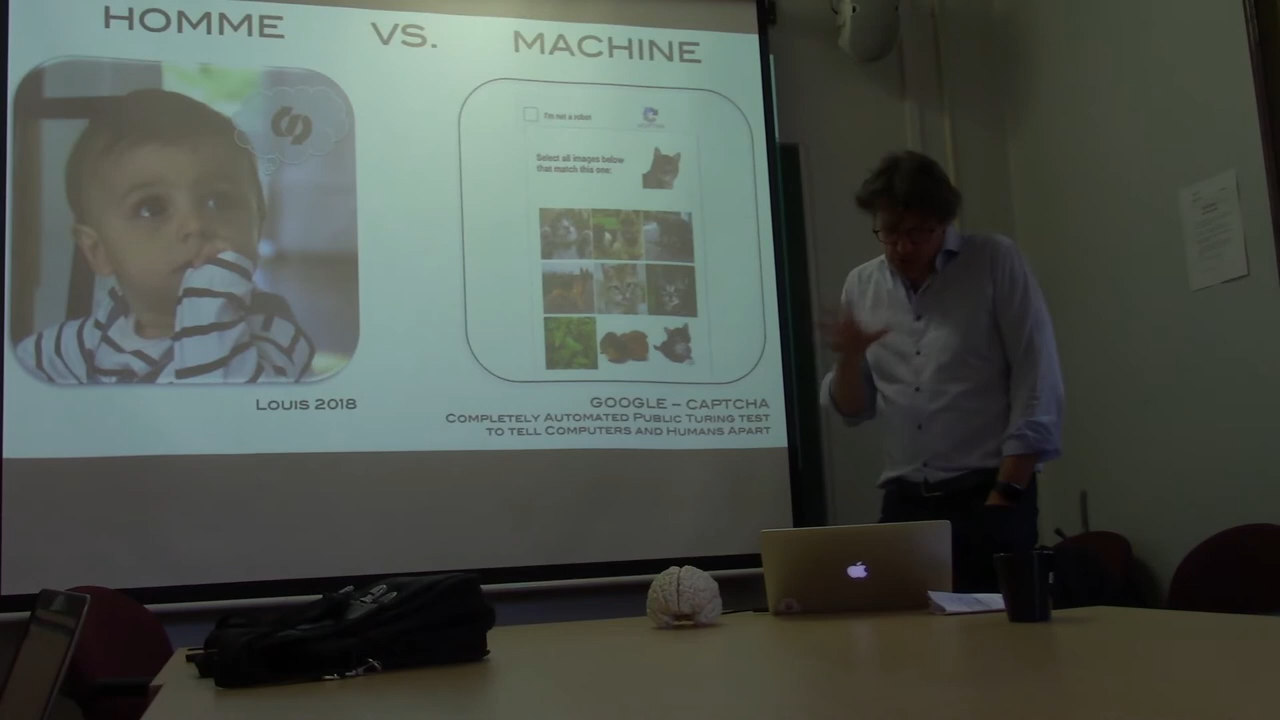 HOMME VS. MACHINE
I'm not a robot
Select all images below
that match this one:
LOUIS 2018
GOOGLE – CAPTCHA
COMPLETELY AUTOMATED PUBLIC TURING TEST
TO TELL COMPUTERS AND HUMANS APART